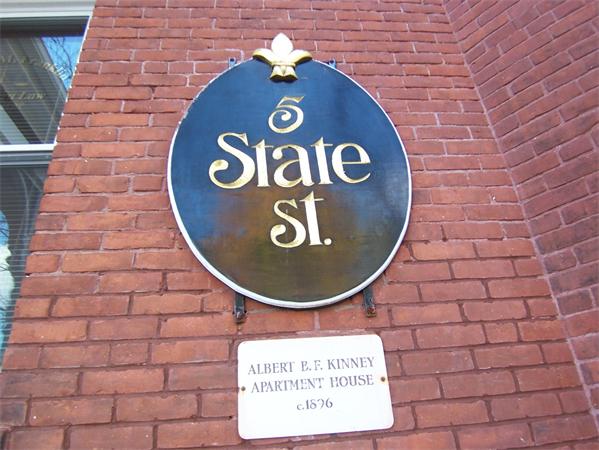 5
State
St.
ALBERT B. F. KINNEY
APARTMENT HOUSE
c.1896